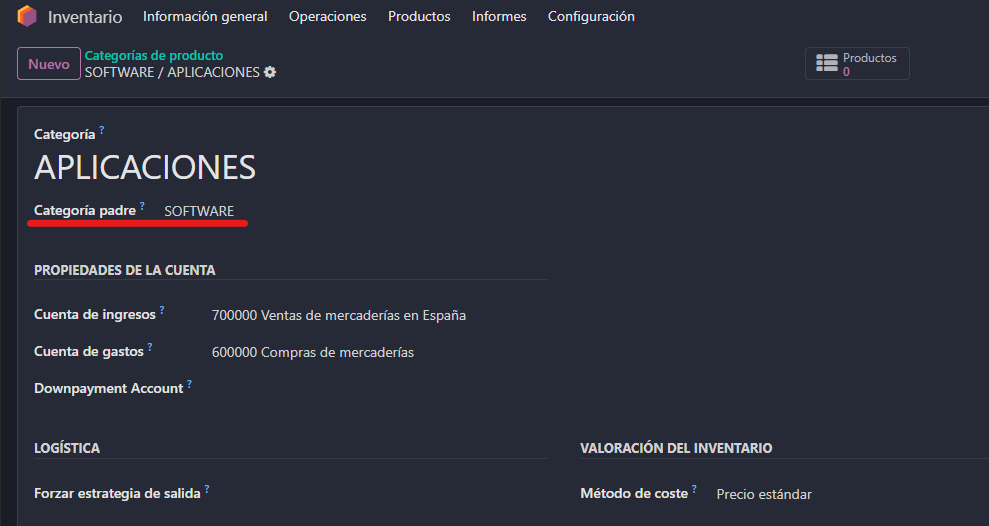 Inventario Información general Operaciones Productos Informes Configuración
Nuevo Categorías de producto
SOFTWARE / APLICACIONES
Productos
0
Categoría ?
APLICACIONES
Categoría padre ? SOFTWARE
PROPIEDADES DE LA CUENTA
Cuenta de ingresos ? 700000 Ventas de mercaderías en España
Cuenta de gastos ? 600000 Compras de mercaderías
Downpayment Account ?
LOGÍSTICA VALORACIÓN DEL INVENTARIO
Forzar estrategia de salida ? Método de coste ? Precio estándar